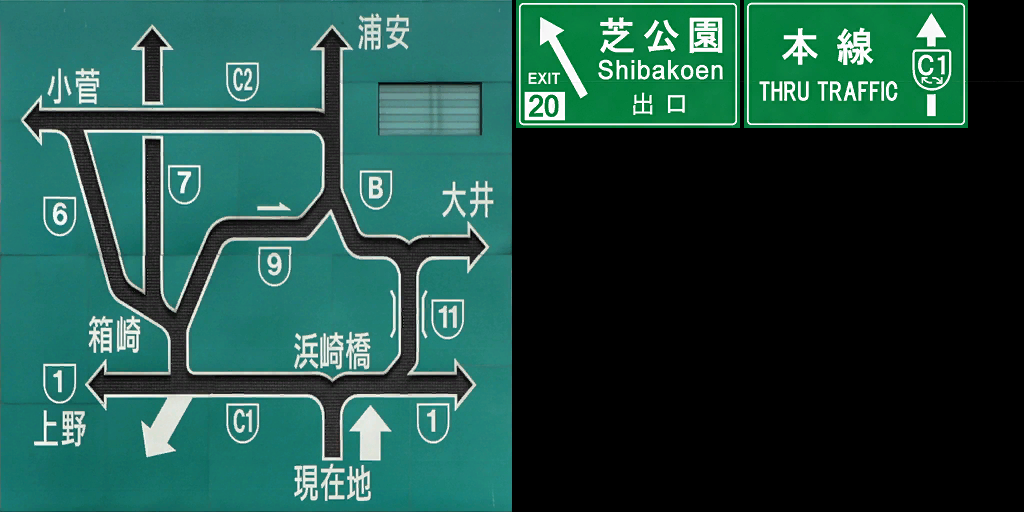 浦安
小菅
C2
7
B
6
大井
9
箱崎
浜崎橋
11
1
上野
C1
1
現在地
芝公園
Shibakoen
EXIT
20
出口
本線
THRU TRAFFIC
C1